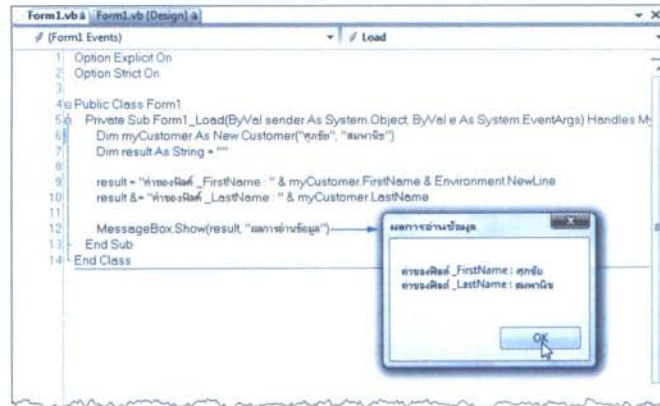 Form1.vb Form1.vb [Design]
(Form1 Events) Load
1 Option Explicit On
2 Option Strict On
3
4 Public Class Form1
5 Private Sub Form1_Load(ByVal sender As System.Object, ByVal e As System.EventArgs) Handles My
6 Dim myCustomer As New Customer("ศุภชัย", "สมพานิช")
7 Dim result As String = ""
8
9 result = "ค่าของฟิลด์ _FirstName : " & myCustomer.FirstName & Environment.NewLine
10 result &= "ค่าของฟิลด์ _LastName : " & myCustomer.LastName
11
12 MessageBox.Show(result, "ผลการอ่านข้อมูล")
13 End Sub
14 End Class
ผลการอ่านข้อมูล
ค่าของฟิลด์ _FirstName : ศุภชัย
ค่าของฟิลด์ _LastName : สมพานิช
OK